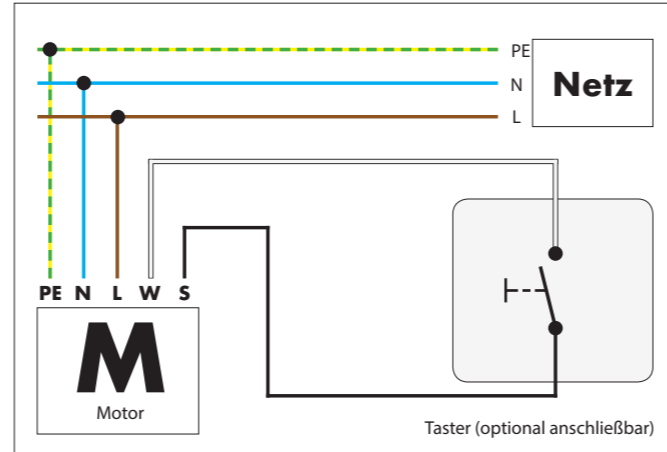 PE
N
L
Netz
PE N L W S
M
Motor
Taster (optional anschließbar)